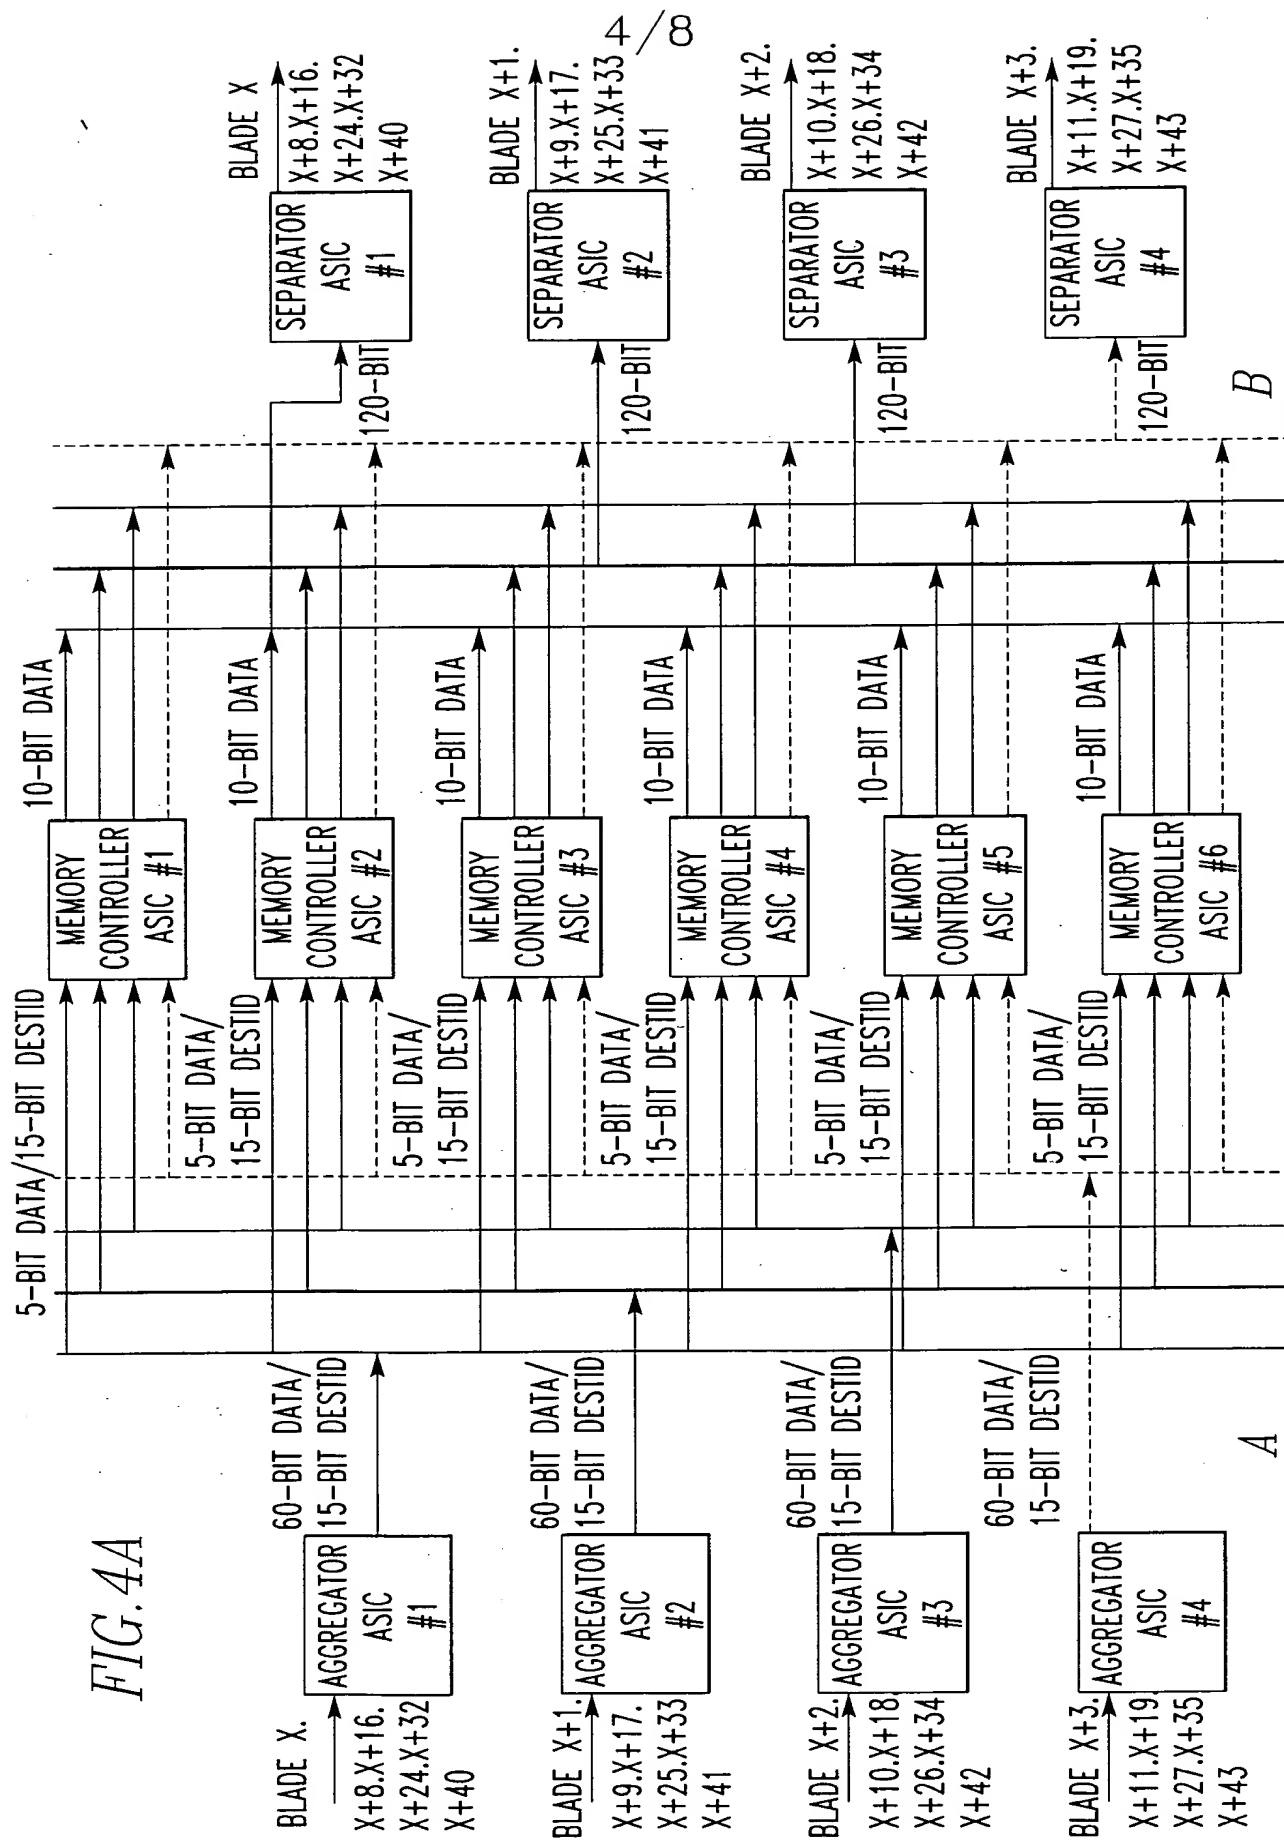 4/8
FIG. 4A
BLADE X.
X+8.X+16.
X+24.X+32
X+40
AGGREGATOR
ASIC
#1
60-BIT DATA/
15-BIT DESTID
BLADE X+1.
X+9.X+17.
X+25.X+33
X+41
AGGREGATOR
ASIC
#2
60-BIT DATA/
15-BIT DESTID
BLADE X+2.
X+10.X+18.
X+26.X+34
X+42
AGGREGATOR
ASIC
#3
60-BIT DATA/
15-BIT DESTID
BLADE X+3.
X+11.X+19.
X+27.X+35
X+43
AGGREGATOR
ASIC
#4
60-BIT DATA/
15-BIT DESTID
A
5-BIT DATA/15-BIT DESTID
MEMORY
CONTROLLER
ASIC #1
10-BIT DATA
5-BIT DATA/
15-BIT DESTID
MEMORY
CONTROLLER
ASIC #2
10-BIT DATA
5-BIT DATA/
15-BIT DESTID
MEMORY
CONTROLLER
ASIC #3
10-BIT DATA
5-BIT DATA/
15-BIT DESTID
MEMORY
CONTROLLER
ASIC #4
10-BIT DATA
5-BIT DATA/
15-BIT DESTID
MEMORY
CONTROLLER
ASIC #5
10-BIT DATA
5-BIT DATA/
15-BIT DESTID
MEMORY
CONTROLLER
ASIC #6
10-BIT DATA
120-BIT
SEPARATOR
ASIC
#1
BLADE X
X+8.X+16.
X+24.X+32
X+40
120-BIT
SEPARATOR
ASIC
#2
BLADE X+1.
X+9.X+17.
X+25.X+33
X+41
120-BIT
SEPARATOR
ASIC
#3
BLADE X+2.
X+10.X+18.
X+26.X+34
X+42
120-BIT
SEPARATOR
ASIC
#4
BLADE X+3.
X+11.X+19.
X+27.X+35
X+43
B